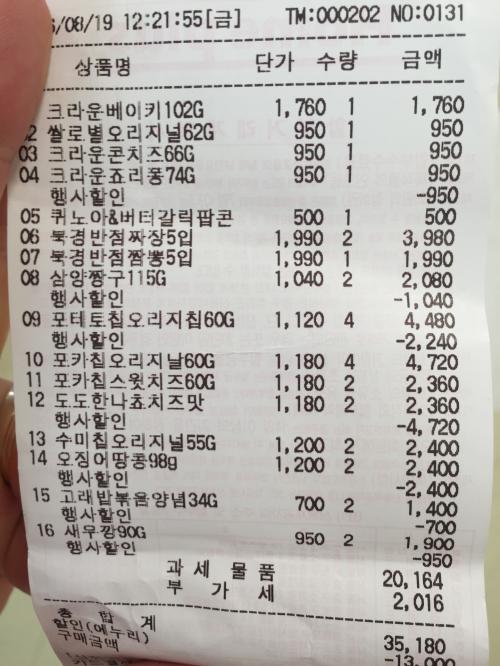 6/08/19 12:21:55[금] TM:000202 NO:0131
상품명 단가 수량 금액
크라운베이키102G 1,760 1 1,760
02 쌀로별오리지널62G 950 1 950
03 크라운콘치즈66G 950 1 950
04 크라운죠리퐁74G 950 1 950
행사할인 -950
05 퀴노아&버터갈릭팝콘 500 1 500
06 북경반점짜장5입 1,990 2 3,980
07 북경반점짬뽕5입 1,990 1 1,990
08 삼양짱구115G 1,040 2 2,080
행사할인 -1,040
09 포테토칩오리지칩60G 1,120 4 4,480
행사할인 -2,240
10 포카칩오리지날60G 1,180 4 4,720
11 포카칩스윗치즈60G 1,180 2 2,360
12 도도한나쵸치즈맛 1,180 2 2,360
행사할인 -4,720
13 수미칩오리지널55G 1,200 2 2,400
14 오징어땅콩98g 1,200 2 2,400
행사할인 -2,400
15 고래밥볶음양념34G 700 2 1,400
행사할인 -700
16 새우깡90G 950 2 1,900
행사할인 -950
과세물품 20,164
부가세 2,016
총합계 35,180
할인(에누리) -13,000
구매금액